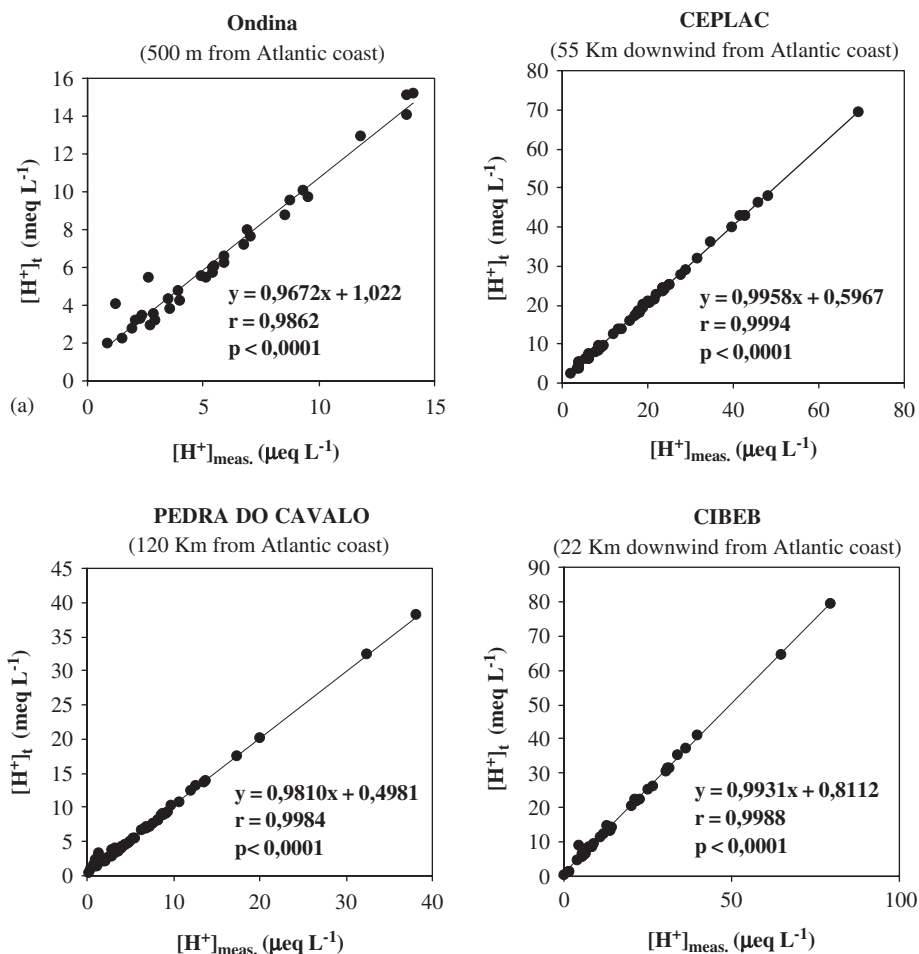 Ondina
(500 m from Atlantic coast)
16
14
12
10
8
6
4
2
0
[H⁺]ₜ (meq L⁻¹)
y = 0,9672x + 1,022
r = 0,9862
p < 0,0001
0 5 10 15
(a)
[H⁺]meas. (µeq L⁻¹)
CEPLAC
(55 Km downwind from Atlantic coast)
80
70
60
50
40
30
20
10
0
[H⁺]ₜ (meq L⁻¹)
y = 0,9958x + 0,5967
r = 0,9994
p < 0,0001
0 20 40 60 80
[H⁺]meas. (µeq L⁻¹)
PEDRA DO CAVALO
(120 Km from Atlantic coast)
45
40
35
30
25
20
15
10
5
0
[H⁺]ₜ (meq L⁻¹)
y = 0,9810x + 0,4981
r = 0,9984
p< 0,0001
0 10 20 30 40
[H⁺]meas. (µeq L⁻¹)
CIBEB
(22 Km downwind from Atlantic coast)
90
80
70
60
50
40
30
20
10
0
[H⁺]ₜ (meq L⁻¹)
y = 0,9931x + 0,8112
r = 0,9988
p < 0,0001
0 50 100
[H⁺]meas. (µeq L⁻¹)